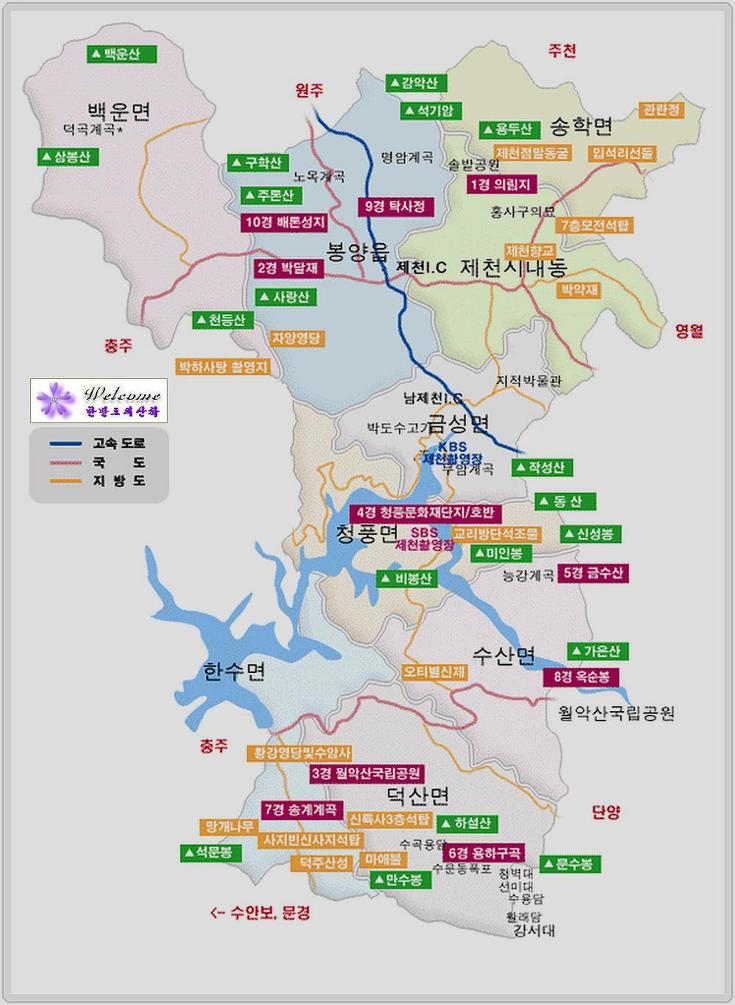 주천
▲백운산
▲감악산
원주
▲석기암
관란정
백운면
송학면
▲용두산
덕곡계곡*
제천점말동굴
입석리선돌
▲삼봉산
▲구학산
명암계곡
솔밭공원
노목계곡
1경 의림지
▲주론산
9경 탁사정
홍사구의묘
10경 배론성지
7층모전석탑
봉양읍
제천향교
2경 박달재
제천I.C
제천시내동
▲사랑산
박약재
▲천등산
영월
충주
자양영당
박하사탕 촬영지
지적박물관
Welcome
한반도의산하
남제천I.C
박도수고가
금성면
고속 도로
국 도
지 방 도
KBS
제천촬영장
무암계곡
▲작성산
▲동 산
4경 청풍문화재단지/호반
청풍면
SBS
제천촬영장
교리방단석조물
▲신성봉
▲미인봉
▲비봉산
능강계곡
5경 금수산
수산면
▲가은산
한수면
오티별신제
8경 옥순봉
월악산국립공원
충주
황강영당및수암사
3경 월악산국립공원
덕산면
7경 송계계곡
단양
망개나무
신륵사3층석탑
▲하설산
사지빈신사지석탑
수곡용담
▲석문봉
덕주산성
마애불
6경 용하구곡
▲문수봉
▲만수봉
수문동폭포
청벽대
선미대
수용담
활래담
강서대
<-- 수안보, 문경